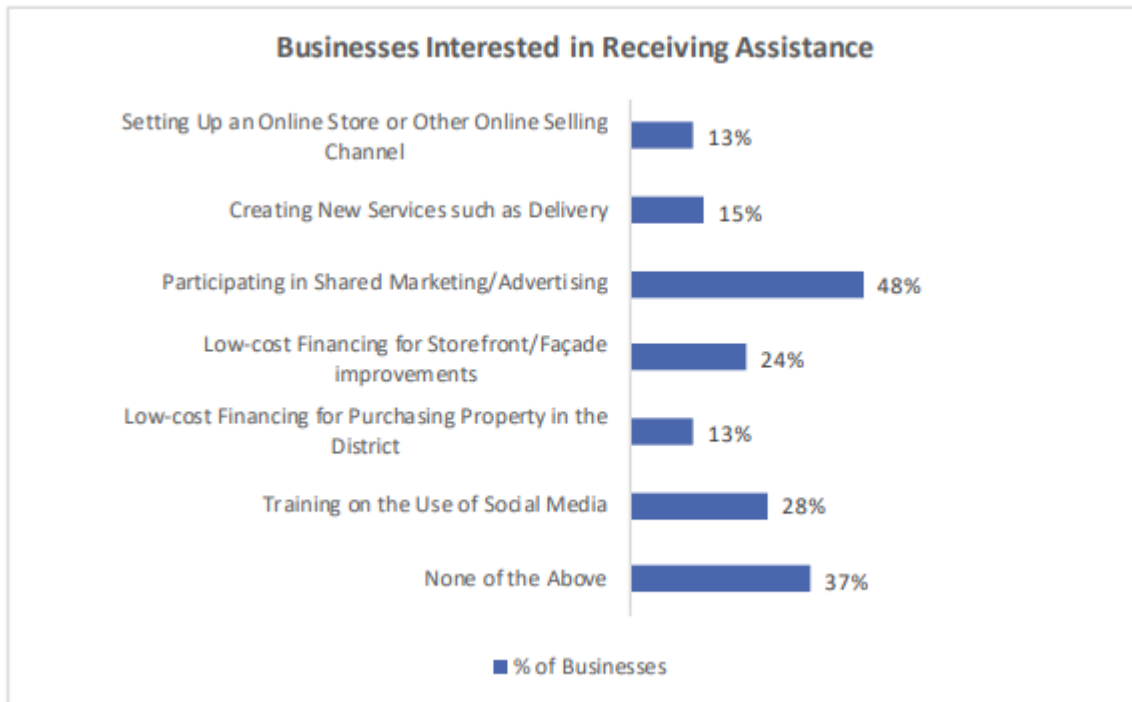 Businesses Interested in Receiving Assistance
Setting Up an Online Store or Other Online Selling
Channel
13%
Creating New Services such as Delivery
15%
Participating in Shared Marketing/Advertising
48%
Low-cost Financing for Storefront/Façade
improvements
24%
Low-cost Financing for Purchasing Property in the
District
13%
Training on the Use of Social Media
28%
None of the Above
37%
% of Businesses